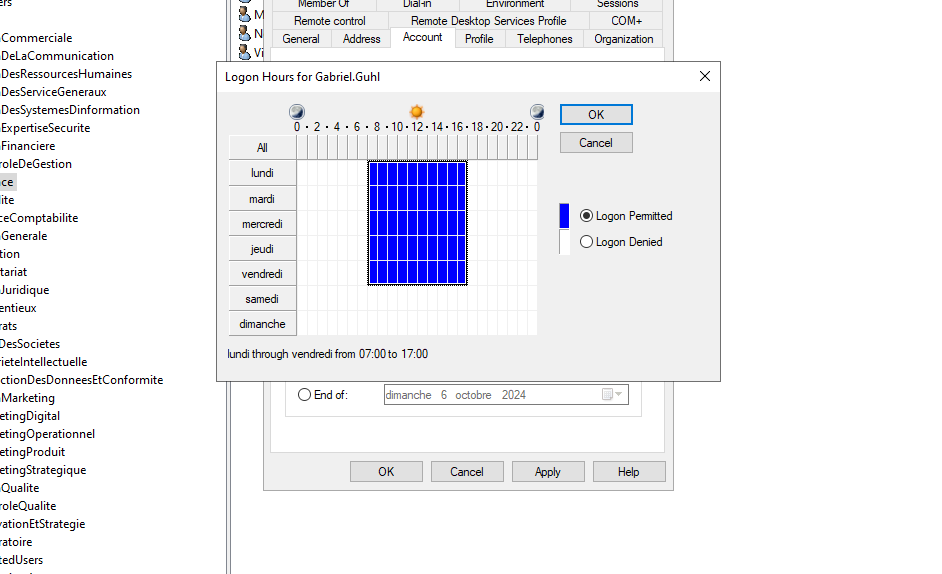 ers
Commerciale
DeLaCommunication
DesRessourcesHumaines
DesServiceGeneraux
DesSystemesDinformation
ExpertiseSecurite
Financiere
roleDeGestion
ce
lite
ceComptabilite
Generale
tion
tariat
Juridique
entieux
rats
DesSocietes
rieteIntellectuelle
ctionDesDonneesEtConformite
Marketing
etingDigital
etingOperationnel
etingProduit
etingStrategique
Qualite
roleQualite
vationEtStrategie
ratoire
tedUsers
M
N
Vi
Member Of Dial-in Environment Sessions
Remote control Remote Desktop Services Profile COM+
General Address Account Profile Telephones Organization
Logon Hours for Gabriel.Guhl
0 · 2 · 4 · 6 · 8 · 10 · 12 · 14 · 16 · 18 · 20 · 22 · 0
All
lundi
mardi
mercredi
jeudi
vendredi
samedi
dimanche
OK
Cancel
Logon Permitted
Logon Denied
lundi through vendredi from 07:00 to 17:00
End of: dimanche 6 octobre 2024
OK Cancel Apply Help